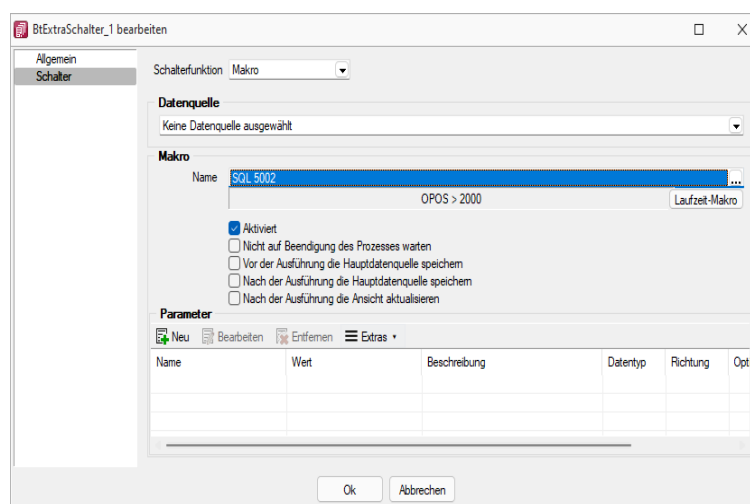 BtExtraSchalter_1 bearbeiten
Allgemein
Schalter
Schalterfunktion Makro
Datenquelle
Keine Datenquelle ausgewählt
Makro
Name SQL 5002 ...
OPOS > 2000 Laufzeit-Makro
Aktiviert
Nicht auf Beendigung des Prozesses warten
Vor der Ausführung die Hauptdatenquelle speichern
Nach der Ausführung die Hauptdatenquelle speichern
Nach der Ausführung die Ansicht aktualisieren
Parameter
Neu Bearbeiten Entfernen Extras
Name Wert Beschreibung Datentyp Richtung Opt
Ok Abbrechen